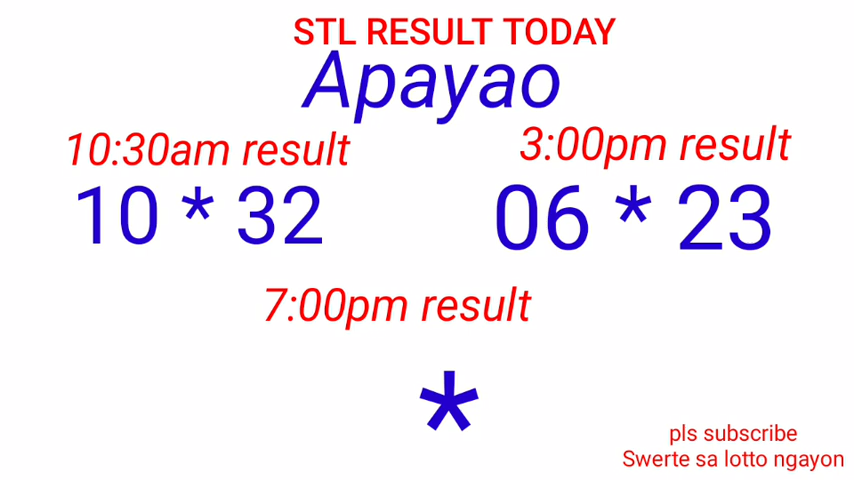 STL RESULT TODAY
Apayao
10:30am result
10 * 32
3:00pm result
06 * 23
7:00pm result
*
pls subscribe
Swerte sa lotto ngayon